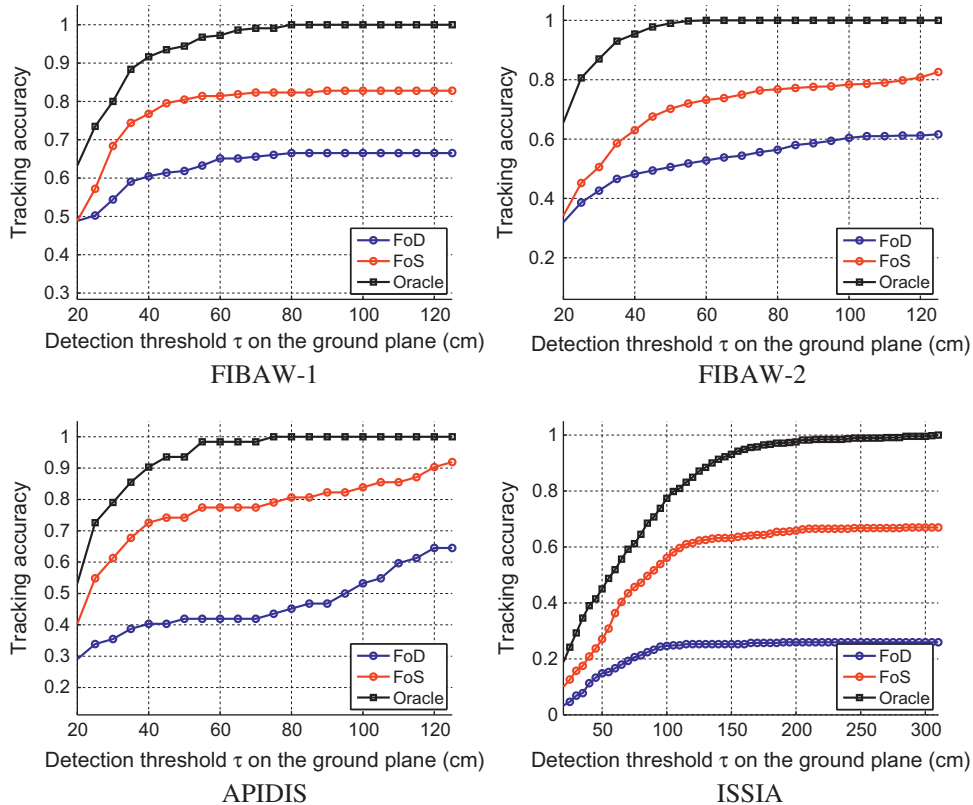 Tracking accuracy
1
0.9
0.8
0.7
0.6
0.5
0.4
0.3
20 40 60 80 100 120
FoD
FoS
Oracle
Detection threshold τ on the ground plane (cm)
FIBAW-1
Tracking accuracy
1
0.8
0.6
0.4
0.2
20 40 60 80 100 120
FoD
FoS
Oracle
Detection threshold τ on the ground plane (cm)
FIBAW-2
Tracking accuracy
1
0.9
0.8
0.7
0.6
0.5
0.4
0.3
0.2
20 40 60 80 100 120
FoD
FoS
Oracle
Detection threshold τ on the ground plane (cm)
APIDIS
Tracking accuracy
1
0.8
0.6
0.4
0.2
0
50 100 150 200 250 300
FoD
FoS
Oracle
Detection threshold τ on the ground plane (cm)
ISSIA